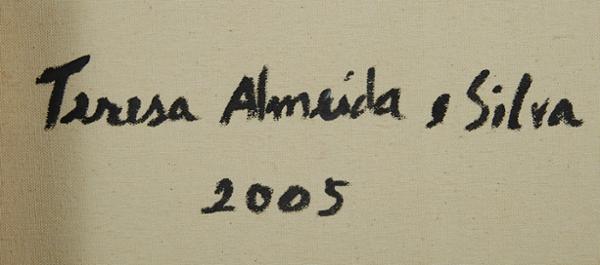 Teresa Almeida e Silva
2005